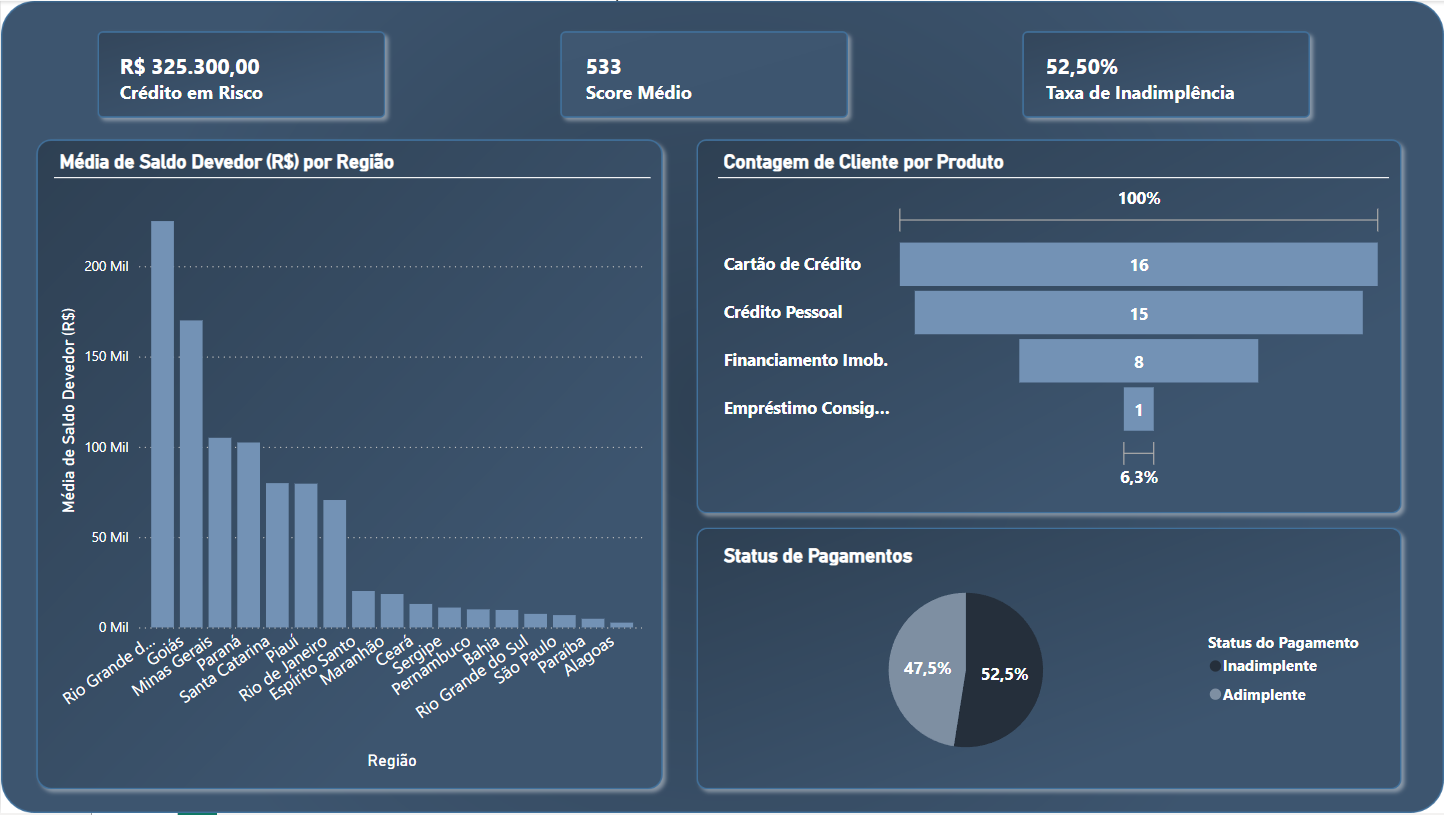 R$ 325.300,00
Crédito em Risco
533
Score Médio
52,50%
Taxa de Inadimplência
Média de Saldo Devedor (R$) por Região
Média de Saldo Devedor (R$)
200 Mil
150 Mil
100 Mil
50 Mil
0 Mil
Rio Grande d...
Goiás
Minas Gerais
Paraná
Santa Catarina
Piauí
Rio de Janeiro
Espírito Santo
Maranhão
Ceará
Sergipe
Pernambuco
Bahia
Rio Grande do Sul
São Paulo
Paraíba
Alagoas
Região
Contagem de Cliente por Produto
100%
Cartão de Crédito
16
Crédito Pessoal
15
Financiamento Imob.
8
Empréstimo Consig...
1
6,3%
Status de Pagamentos
47,5%
52,5%
Status do Pagamento
Inadimplente
Adimplente